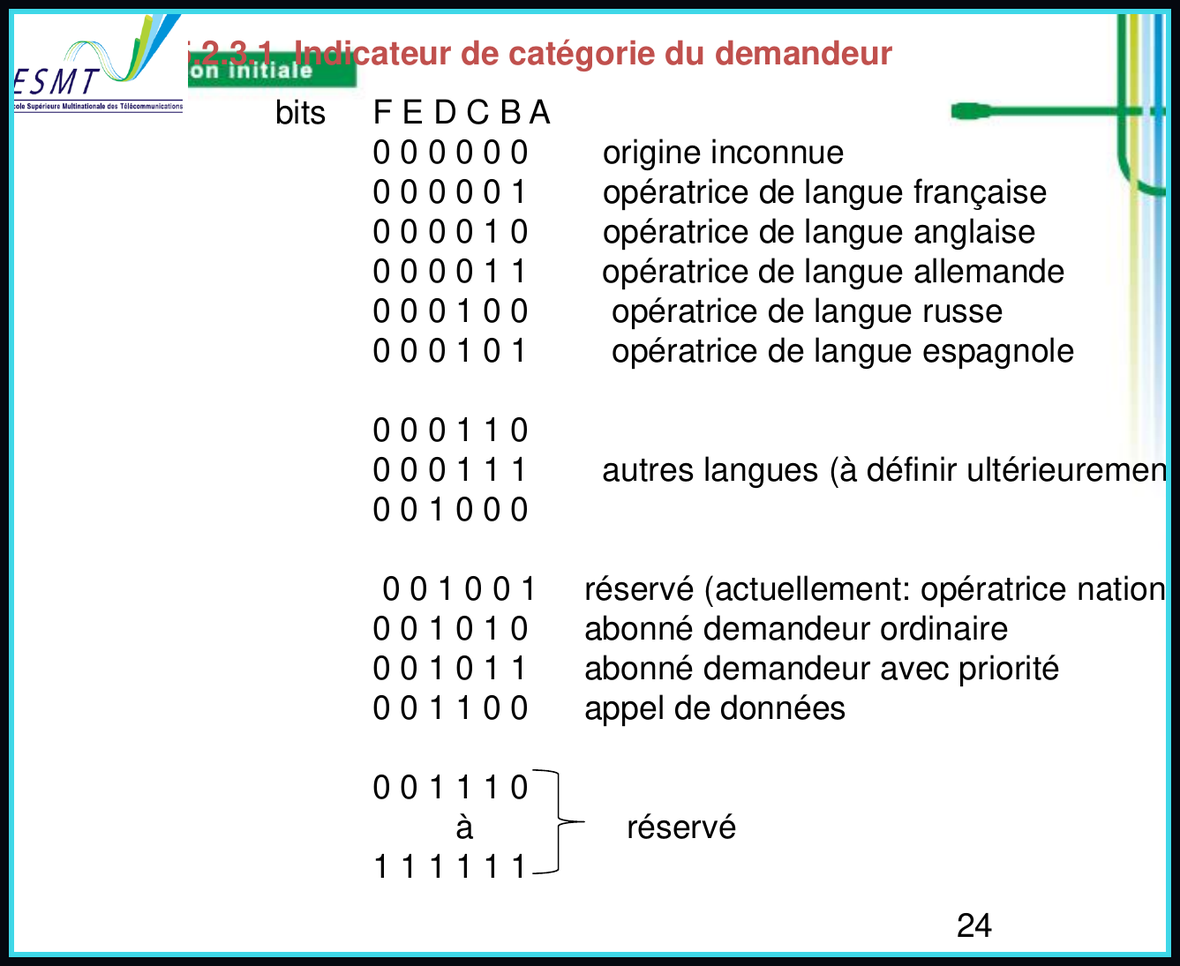 5.2.3.1 Indicateur de catégorie du demandeur
on initiale
ESMT
cole Supérieure Multinationale des Télécommunications
bits F E D C B A
0 0 0 0 0 0 origine inconnue
0 0 0 0 0 1 opératrice de langue française
0 0 0 0 1 0 opératrice de langue anglaise
0 0 0 0 1 1 opératrice de langue allemande
0 0 0 1 0 0 opératrice de langue russe
0 0 0 1 0 1 opératrice de langue espagnole
0 0 0 1 1 0
0 0 0 1 1 1 autres langues (à définir ultérieuremen
0 0 1 0 0 0
0 0 1 0 0 1 réservé (actuellement: opératrice nation
0 0 1 0 1 0 abonné demandeur ordinaire
0 0 1 0 1 1 abonné demandeur avec priorité
0 0 1 1 0 0 appel de données
0 0 1 1 1 0
à réservé
1 1 1 1 1 1
24